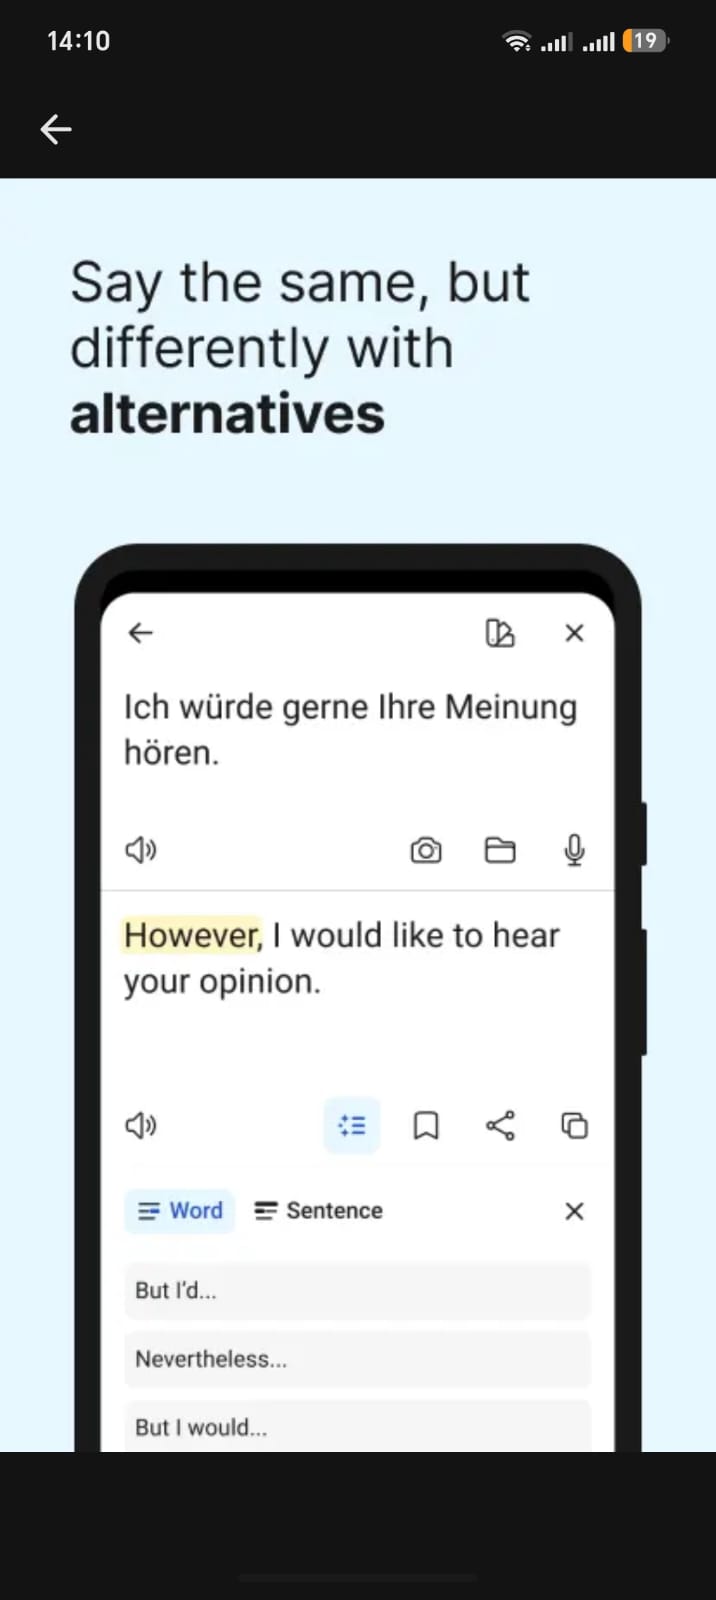 14:10
19
Say the same, but
differently with
alternatives
Ich würde gerne Ihre Meinung
hören.
However, I would like to hear
your opinion.
Word Sentence
But I'd...
Nevertheless...
But I would...